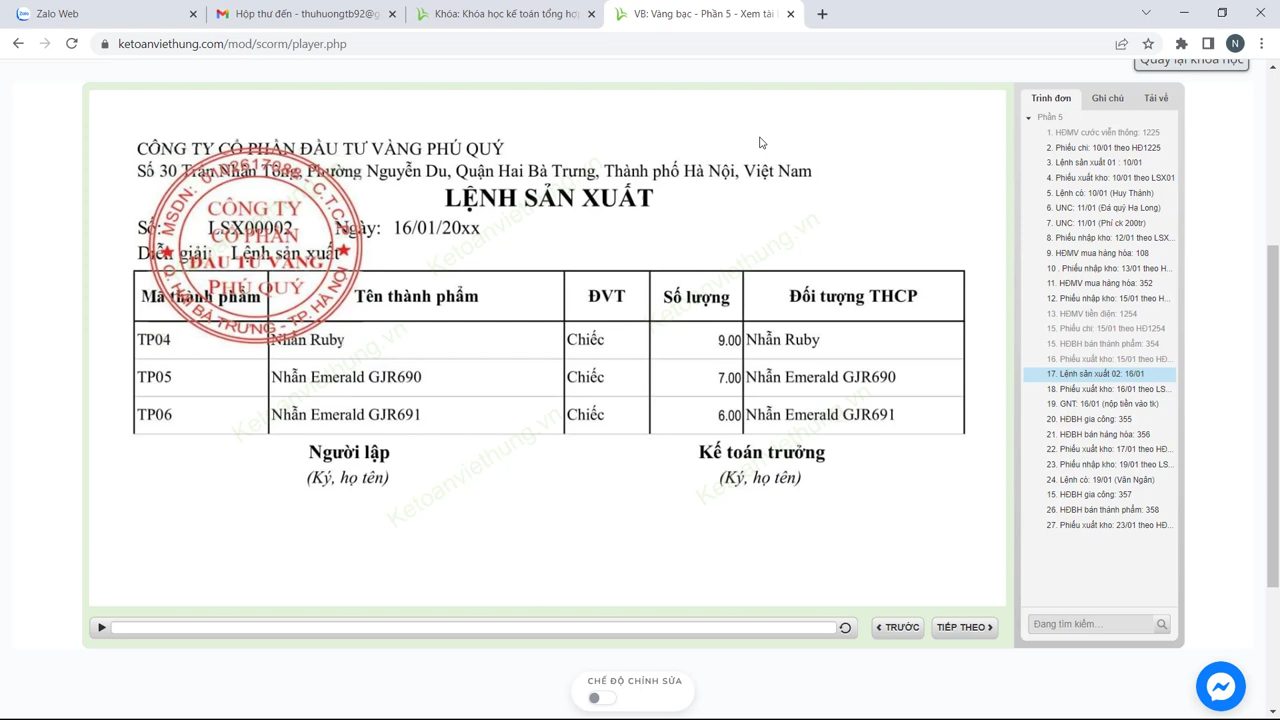 Zalo Web
Hộp thư đến - thuhuongtb92@g
Khóa: Khóa học kế toán tổng hợp
VB: Vàng bạc - Phần 5 - Xem tài l
ketoanviethung.com/mod/scorm/player.php
N
Quay lại khóa học
CÔNG TY CỔ PHẦN ĐẦU TƯ VÀNG PHÚ QUÝ
Số 30 Trần Nhân Tông, Phường Nguyễn Du, Quận Hai Bà Trưng, Thành phố Hà Nội, Việt Nam
LỆNH SẢN XUẤT
Số: LSX00002 Ngày: 16/01/20xx
Diễn giải: Lệnh sản xuất
CÔNG TY
CỔ PHẦN
ĐẦU TƯ VÀNG
PHÚ QUÝ
Q. HAI BÀ TRƯNG - TP. HÀ NỘI
Mã thành phẩm Tên thành phẩm ĐVT Số lượng Đối tượng THCP
TP04 Nhẫn Ruby Chiếc 9.00 Nhẫn Ruby
TP05 Nhẫn Emerald GJR690 Chiếc 7.00 Nhẫn Emerald GJR690
TP06 Nhẫn Emerald GJR691 Chiếc 6.00 Nhẫn Emerald GJR691
Người lập Kế toán trưởng
(Ký, họ tên) (Ký, họ tên)
Ketoanviethung.vn
TRƯỚC
TIẾP THEO
Trình đơn Ghi chú Tải về
Phần 5
1. HĐMV cước viễn thông: 1225
2. Phiếu chi: 10/01 theo HĐ1225
3. Lệnh sản xuất 01 : 10/01
4. Phiếu xuất kho: 10/01 theo LSX01
5. Lệnh có: 10/01 (Huy Thành)
6. UNC: 11/01 (Đá quý Hạ Long)
7. UNC: 11/01 (Phí ck 200tr)
8. Phiếu nhập kho: 12/01 theo LSX...
9. HĐMV mua hàng hóa: 108
10 . Phiếu nhập kho: 13/01 theo H...
11. HĐMV mua hàng hóa: 352
12. Phiếu nhập kho: 15/01 theo H...
13. HĐMV tiền điện: 1254
15. Phiếu chi: 15/01 theo HĐ1254
15. HĐBH bán thành phẩm: 354
16. Phiếu xuất kho: 15/01 theo HĐ...
17. Lệnh sản xuất 02: 16/01
18. Phiếu xuất kho: 16/01 theo LS...
19. GNT: 16/01 (nộp tiền vào tk)
20. HĐBH gia công: 355
21. HĐBH bán hàng hóa: 356
22. Phiếu xuất kho: 17/01 theo HĐ...
23. Phiếu nhập kho: 19/01 theo LS...
24. Lệnh có: 19/01 (Vân Ngân)
15. HĐBH gia công: 357
26. HĐBH bán thành phẩm: 358
27. Phiếu xuất kho: 23/01 theo HĐ...
Đang tìm kiếm...
CHẾ ĐỘ CHỈNH SỬA